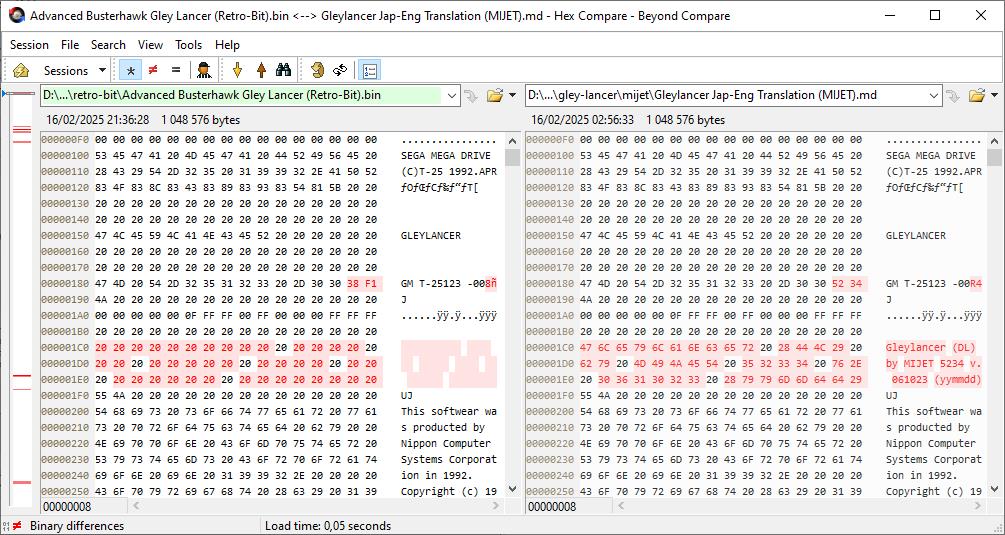 Advanced Busterhawk Gley Lancer (Retro-Bit).bin <--> Gleylancer Jap-Eng Translation (MIJET).md - Hex Compare - Beyond Compare
Session File Search View Tools Help
Sessions
D:\...\retro-bit\Advanced Busterhawk Gley Lancer (Retro-Bit).bin
16/02/2025 21:36:28 1 048 576 bytes
000000F0 00 00 00 00 00 00 00 00 00 00 00 00 00 00 00 00 ................
00000100 53 45 47 41 20 4D 45 47 41 20 44 52 49 56 45 20 SEGA MEGA DRIVE
00000110 28 43 29 54 2D 32 35 20 31 39 39 32 2E 41 50 52 (C)T-25 1992.APR
00000120 83 4F 83 8C 83 43 83 89 83 93 83 54 81 5B 20 20 ƒOƒŒƒCƒ‰ƒ“ƒT[
00000130 20 20 20 20 20 20 20 20 20 20 20 20 20 20 20 20
00000140 20 20 20 20 20 20 20 20 20 20 20 20 20 20 20 20
00000150 47 4C 45 59 4C 41 4E 43 45 52 20 20 20 20 20 20 GLEYLANCER
00000160 20 20 20 20 20 20 20 20 20 20 20 20 20 20 20 20
00000170 20 20 20 20 20 20 20 20 20 20 20 20 20 20 20 20
00000180 47 4D 20 54 2D 32 35 31 32 33 20 2D 30 30 38 F1 GM T-25123 -008ñ
00000190 4A 20 20 20 20 20 20 20 20 20 20 20 20 20 20 20 J
000001A0 00 00 00 00 00 0F FF FF 00 FF 00 00 00 FF FF FF ......ÿÿ.ÿ...ÿÿÿ
000001B0 20 20 20 20 20 20 20 20 20 20 20 20 20 20 20 20
000001C0 20 20 20 20 20 20 20 20 20 20 20 20 20 20 20 20
000001D0 20 20 20 20 20 20 20 20 20 20 20 20 20 20 20 20
000001E0 20 20 20 20 20 20 20 20 20 20 20 20 20 20 20 20
000001F0 55 4A 20 20 20 20 20 20 20 20 20 20 20 20 20 20 UJ
00000200 54 68 69 73 20 73 6F 66 74 77 65 61 72 20 77 61 This softwear wa
00000210 73 20 70 72 6F 64 75 63 74 65 64 20 62 79 20 20 s producted by
00000220 4E 69 70 70 6F 6E 20 43 6F 6D 70 75 74 65 72 20 Nippon Computer
00000230 53 79 73 74 65 6D 73 20 43 6F 72 70 6F 72 61 74 Systems Corporat
00000240 69 6F 6E 20 69 6E 20 31 39 39 32 2E 20 20 20 20 ion in 1992.
00000250 43 6F 70 79 72 69 67 68 74 20 28 63 29 20 31 39 Copyright (c) 19
00000008
D:\...\gley-lancer\mijet\Gleylancer Jap-Eng Translation (MIJET).md
16/02/2025 02:56:33 1 048 576 bytes
000000F0 00 00 00 00 00 00 00 00 00 00 00 00 00 00 00 00 ................
00000100 53 45 47 41 20 4D 45 47 41 20 44 52 49 56 45 20 SEGA MEGA DRIVE
00000110 28 43 29 54 2D 32 35 20 31 39 39 32 2E 41 50 52 (C)T-25 1992.APR
00000120 83 4F 83 8C 83 43 83 89 83 93 83 54 81 5B 20 20 ƒOƒŒƒCƒ‰ƒ“ƒT[
00000130 20 20 20 20 20 20 20 20 20 20 20 20 20 20 20 20
00000140 20 20 20 20 20 20 20 20 20 20 20 20 20 20 20 20
00000150 47 4C 45 59 4C 41 4E 43 45 52 20 20 20 20 20 20 GLEYLANCER
00000160 20 20 20 20 20 20 20 20 20 20 20 20 20 20 20 20
00000170 20 20 20 20 20 20 20 20 20 20 20 20 20 20 20 20
00000180 47 4D 20 54 2D 32 35 31 32 33 20 2D 30 30 52 34 GM T-25123 -00R4
00000190 4A 20 20 20 20 20 20 20 20 20 20 20 20 20 20 20 J
000001A0 00 00 00 00 00 0F FF FF 00 FF 00 00 00 FF FF FF ......ÿÿ.ÿ...ÿÿÿ
000001B0 20 20 20 20 20 20 20 20 20 20 20 20 20 20 20 20
000001C0 47 6C 65 79 6C 61 6E 63 65 72 20 28 44 4C 29 20 Gleylancer (DL)
000001D0 62 79 20 4D 49 4A 45 54 20 35 32 33 34 20 76 2E by MIJET 5234 v.
000001E0 20 30 36 31 30 32 33 20 28 79 79 6D 6D 64 64 29 061023 (yymmdd)
000001F0 55 4A 20 20 20 20 20 20 20 20 20 20 20 20 20 20 UJ
00000200 54 68 69 73 20 73 6F 66 74 77 65 61 72 20 77 61 This softwear wa
00000210 73 20 70 72 6F 64 75 63 74 65 64 20 62 79 20 20 s producted by
00000220 4E 69 70 70 6F 6E 20 43 6F 6D 70 75 74 65 72 20 Nippon Computer
00000230 53 79 73 74 65 6D 73 20 43 6F 72 70 6F 72 61 74 Systems Corporat
00000240 69 6F 6E 20 69 6E 20 31 39 39 32 2E 20 20 20 20 ion in 1992.
00000250 43 6F 70 79 72 69 67 68 74 20 28 63 29 20 31 39 Copyright (c) 19
00000008
Binary differences Load time: 0,05 seconds